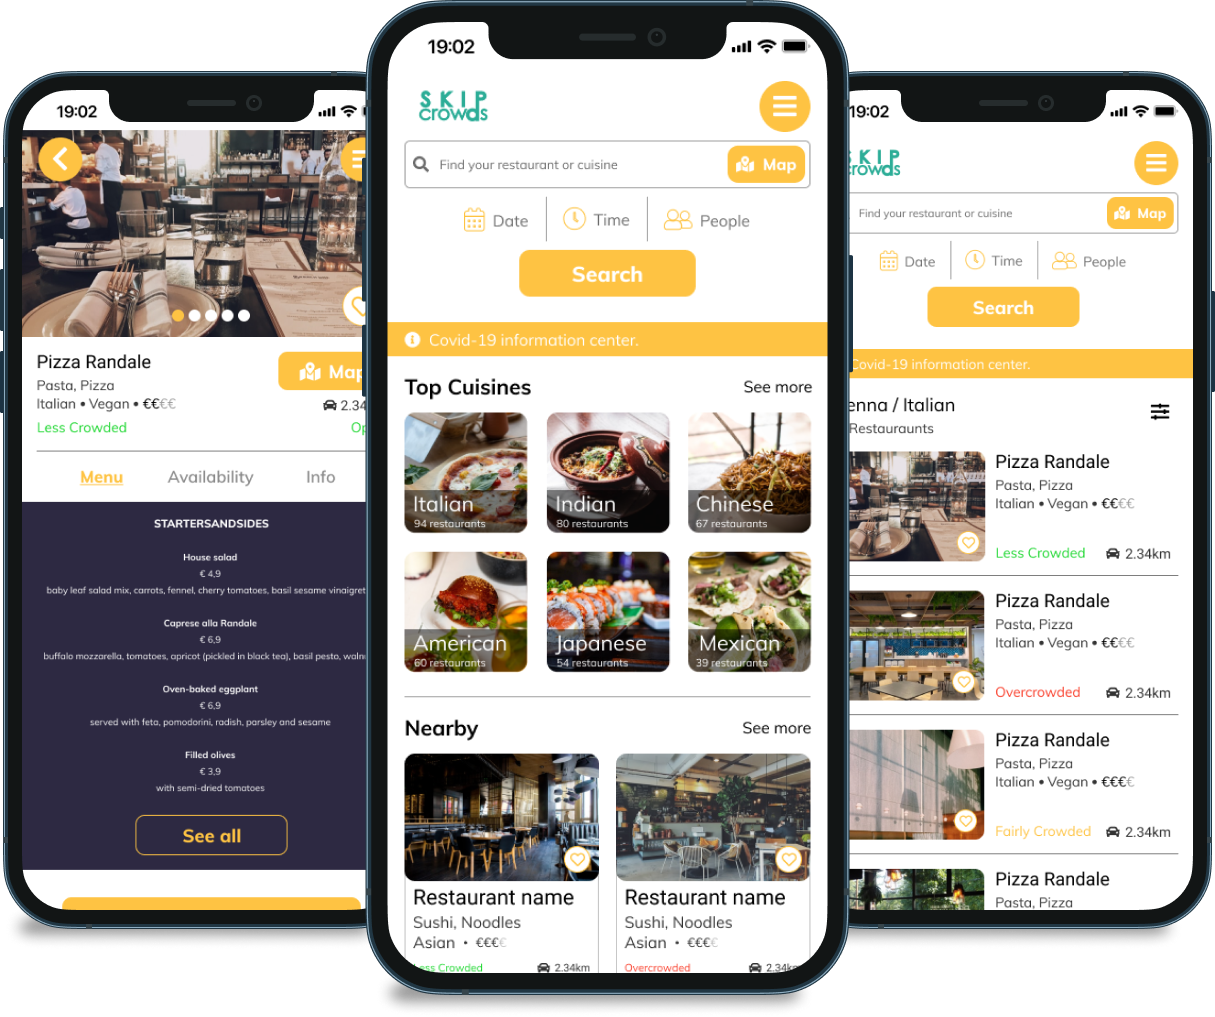 19:02
Pizza Randale
Map
Pasta, Pizza
Italian • Vegan • €€€€
2.34
Less Crowded
Op
Menu
Availability
Info
STARTERSANDSIDES
House salad
€ 4,9
baby leaf salad mix, carrots, fennel, cherry tomatoes, basil sesame vinaigret
Caprese alla Randale
€ 6,9
buffalo mozzarella, tomatoes, apricot (pickled in black tea), basil pesto, waln
Oven-baked eggplant
€ 6,9
served with feta, pomodorini, radish, parsley and sesame
Filled olives
€ 3,9
with semi-dried tomatoes
See all
19:02
SKIP
crowds
Find your restaurant or cuisine
Map
Date
Time
People
Search
Covid-19 information center.
Top Cuisines
See more
Italian
94 restaurants
Indian
80 restaurants
Chinese
67 restaurants
American
60 restaurants
Japanese
54 restaurants
Mexican
39 restaurants
Nearby
See more
Restaurant name
Sushi, Noodles
Asian • €€€€
Less Crowded
2.34km
Restaurant name
Sushi, Noodles
Asian • €€€€
Overcrowded
2.34k
19:02
SKIP
crowds
Find your restaurant or cuisine
Map
Date
Time
People
Search
Covid-19 information center.
enna / Italian
Restauraunts
Pizza Randale
Pasta, Pizza
Italian • Vegan • €€€€
Less Crowded
2.34km
Pizza Randale
Pasta, Pizza
Italian • Vegan • €€€€
Overcrowded
2.34km
Pizza Randale
Pasta, Pizza
Italian • Vegan • €€€€
Fairly Crowded
2.34km
Pizza Randale
Pasta, Pizza